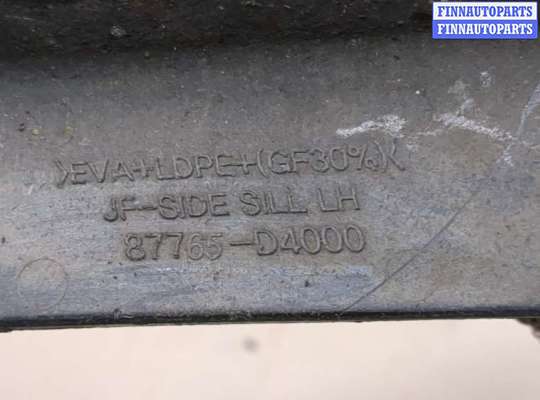 FINNAUTOPARTS
FINNAUTOPARTS
>EVA+LDPE+(GF30%)<
JF-SIDE SILL LH
87765-D4000